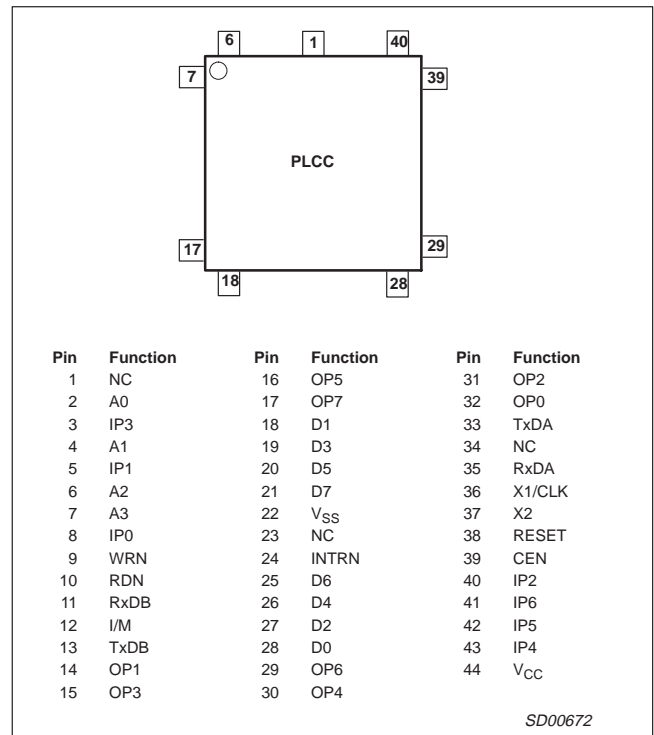 6 1 40
7 39
PLCC
17 29
18 28
Pin Function Pin Function Pin Function
1 NC 16 OP5 31 OP2
2 A0 17 OP7 32 OP0
3 IP3 18 D1 33 TxDA
4 A1 19 D3 34 NC
5 IP1 20 D5 35 RxDA
6 A2 21 D7 36 X1/CLK
7 A3 22 VSS 37 X2
8 IP0 23 NC 38 RESET
9 WRN 24 INTRN 39 CEN
10 RDN 25 D6 40 IP2
11 RxDB 26 D4 41 IP6
12 I/M 27 D2 42 IP5
13 TxDB 28 D0 43 IP4
14 OP1 29 OP6 44 VCC
15 OP3 30 OP4
SD00672